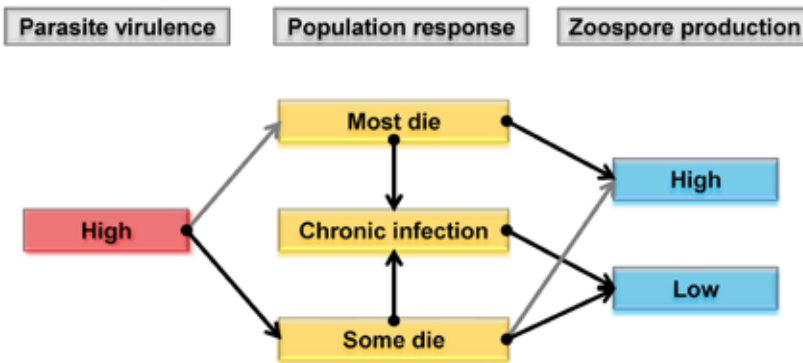 Parasite virulence
Population response
Zoospore production
Most die
High
High
Chronic infection
Low
Some die